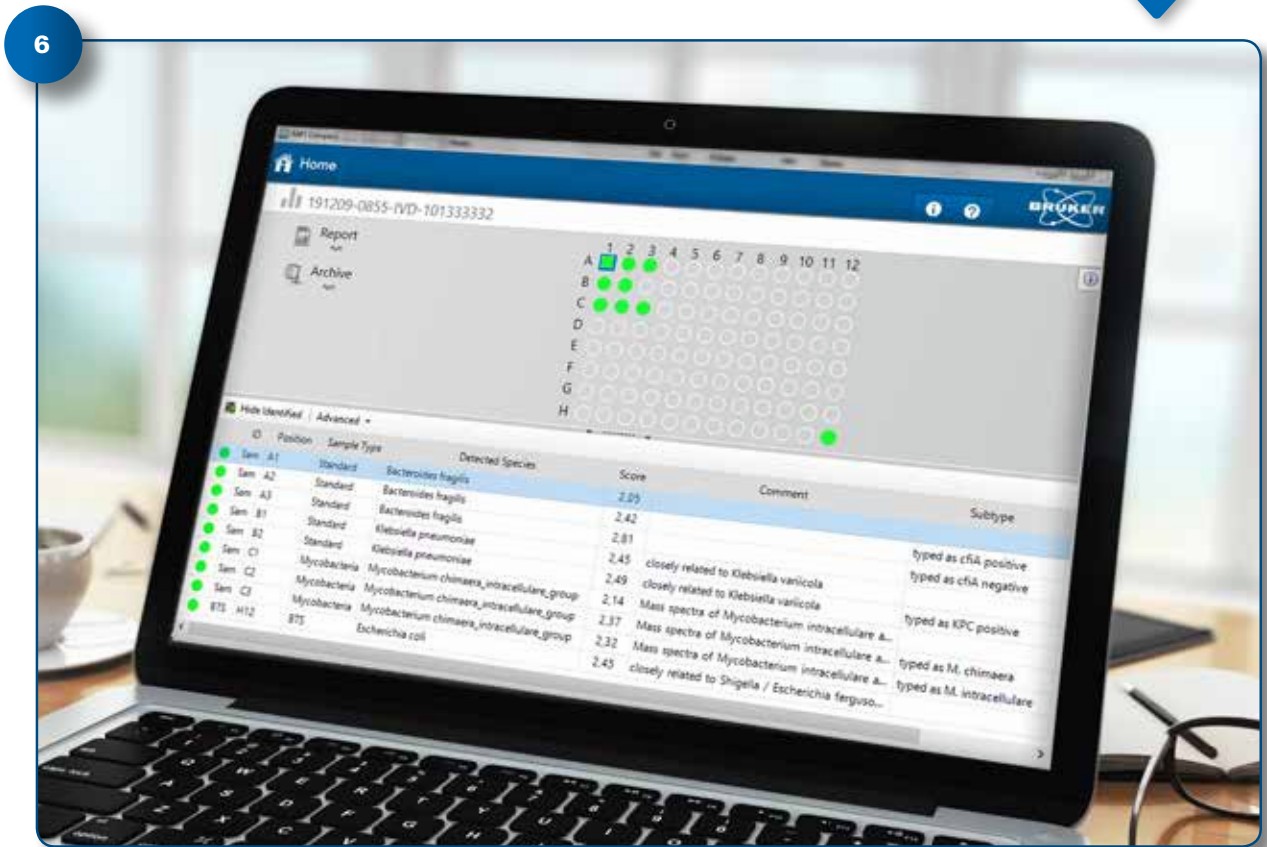 6
Home
BRUKER
191209-0855-IVD-101333332
Report
Archive
1 2 3 4 5 6 7 8 9 10 11 12
A
B
C
D
E
F
G
H
Hide Identified Advanced
ID Position Sample Type Detected Species Score Comment Subtype
Sam A1 Standard Bacteroides fragilis 2,05
Sam A2 Standard Bacteroides fragilis 2,42 typed as cfiA positive
Sam A3 Standard Bacteroides fragilis 2,81 typed as cfiA negative
Sam B1 Standard Klebsiella pneumoniae 2,45 closely related to Klebsiella variicola
Sam B2 Standard Klebsiella pneumoniae 2,49 closely related to Klebsiella variicola typed as KPC positive
Sam C1 Mycobacteria Mycobacterium chimaera_intracellulare_group 2,14 Mass spectra of Mycobacterium intracellulare a...
Sam C2 Mycobacteria Mycobacterium chimaera_intracellulare_group 2,37 Mass spectra of Mycobacterium intracellulare a... typed as M. chimaera
Sam C3 Mycobacteria Mycobacterium chimaera_intracellulare_group 2,32 Mass spectra of Mycobacterium intracellulare a... typed as M. intracellulare
BTS H12 BTS Escherichia coli 2,45 closely related to Shigella / Escherichia ferguso...